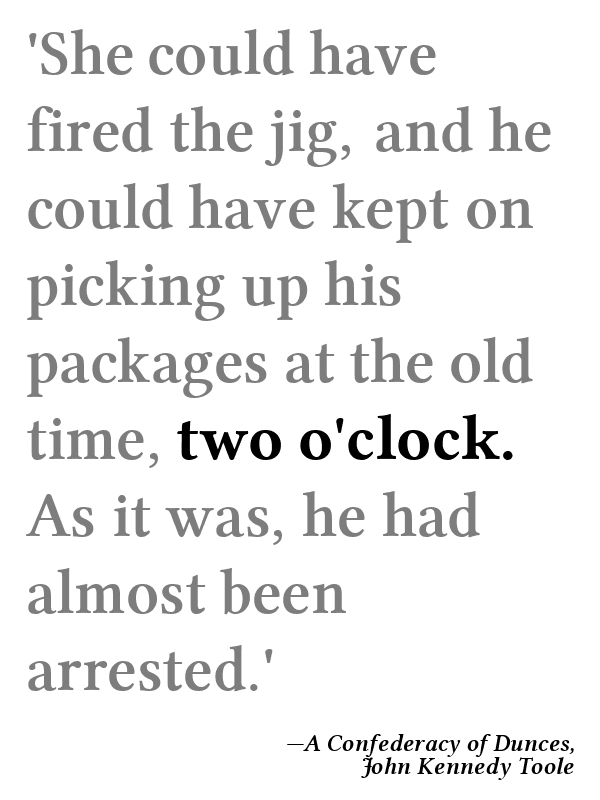 'She could have
fired the jig, and he
could have kept on
picking up his
packages at the old
time, two o'clock.
As it was, he had
almost been
arrested.'
—A Confederacy of Dunces,
John Kennedy Toole